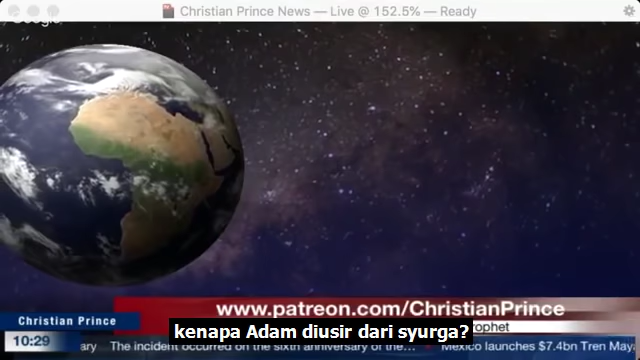 Christian Prince News — Live @ 152.5% — Ready
Google
www.patreon.com/ChristianPrince
Christian Prince
kenapa Adam diusir dari syurga?
10:29
The incident occurred on the sixth anniversary of the...
Mexico launches $7.4bn Tren May